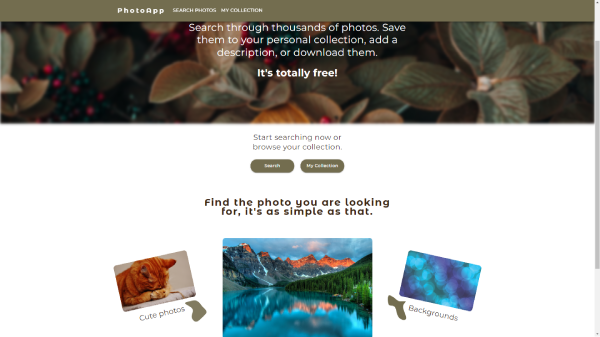 PhotoApp
SEARCH PHOTOS MY COLLECTION
Search through thousands of photos. Save
them to your personal collection, add a
description, or download them.
It's totally free!
Start searching now or
browse your collection.
Search
My Collection
Find the photo you are looking
for, it's as simple as that.
Cute photos
Backgrounds